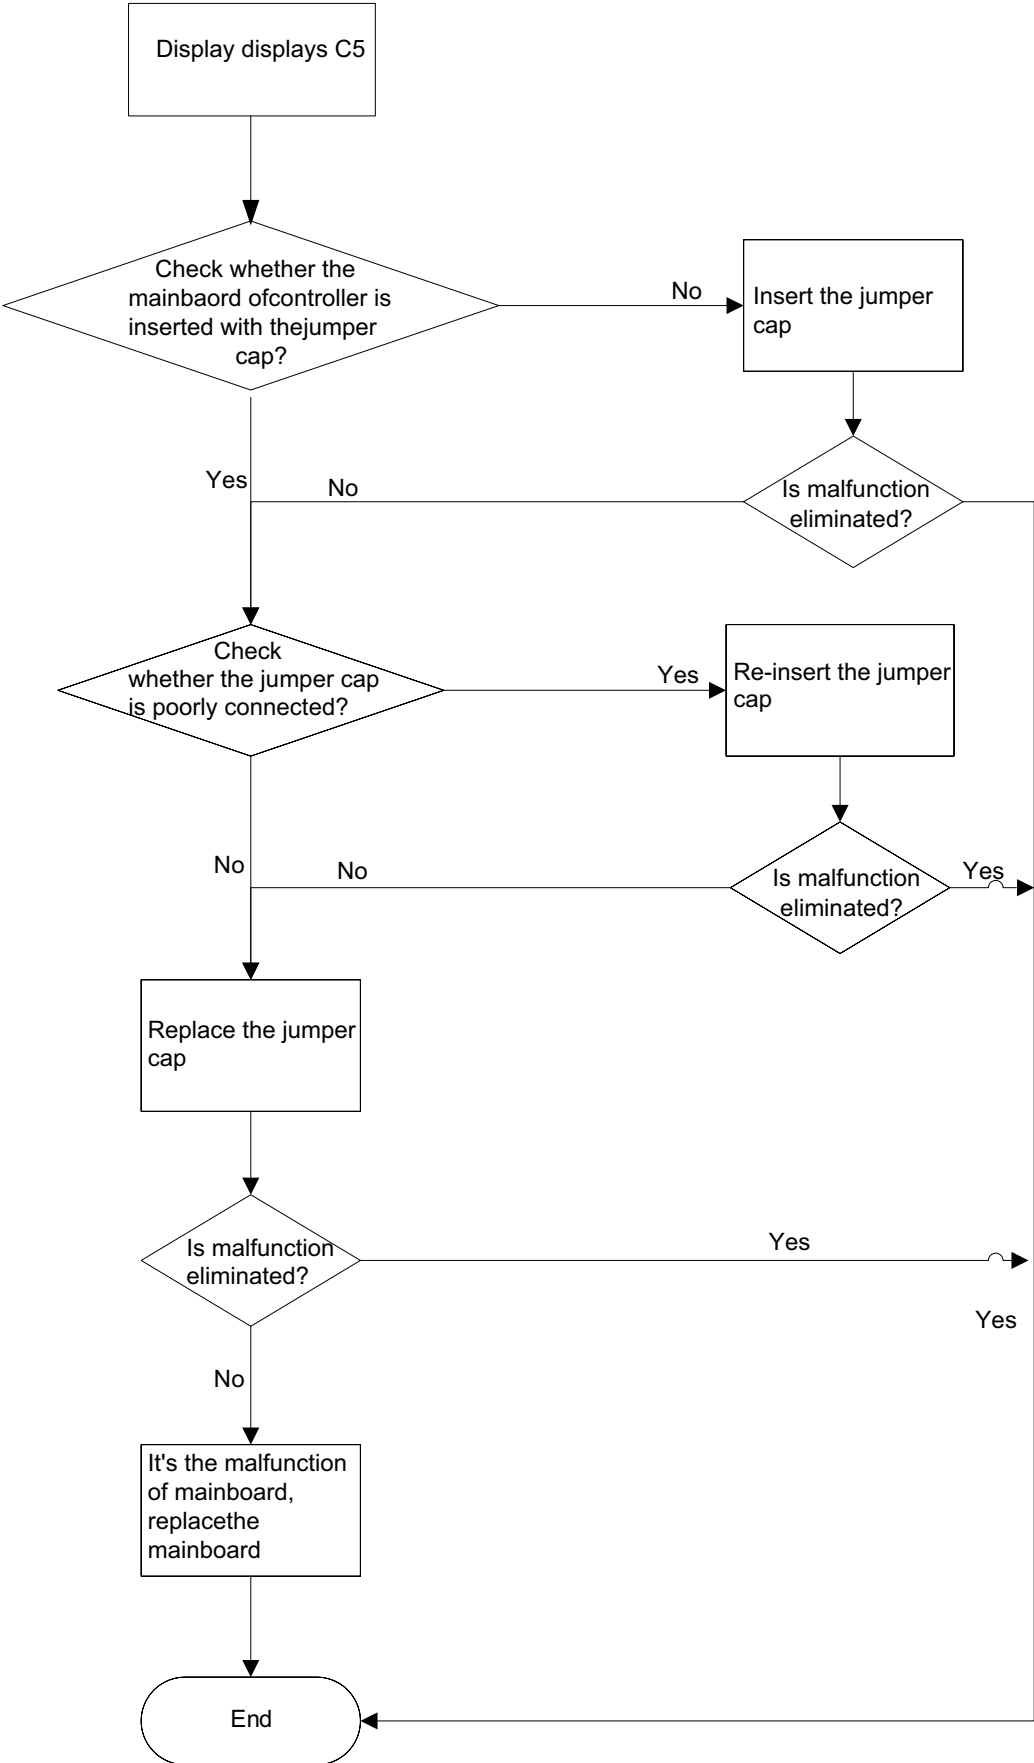 Display displays C5
Check whether the
mainbaord ofcontroller is
inserted with thejumper
cap?
No
Insert the jumper
cap
Yes
No
Is malfunction
eliminated?
Check
whether the jumper cap
is poorly connected?
Yes
Re-insert the jumper
cap
No
No
Is malfunction
eliminated?
Yes
Replace the jumper
cap
Is malfunction
eliminated?
Yes
Yes
No
It's the malfunction
of mainboard,
replacethe
mainboard
End